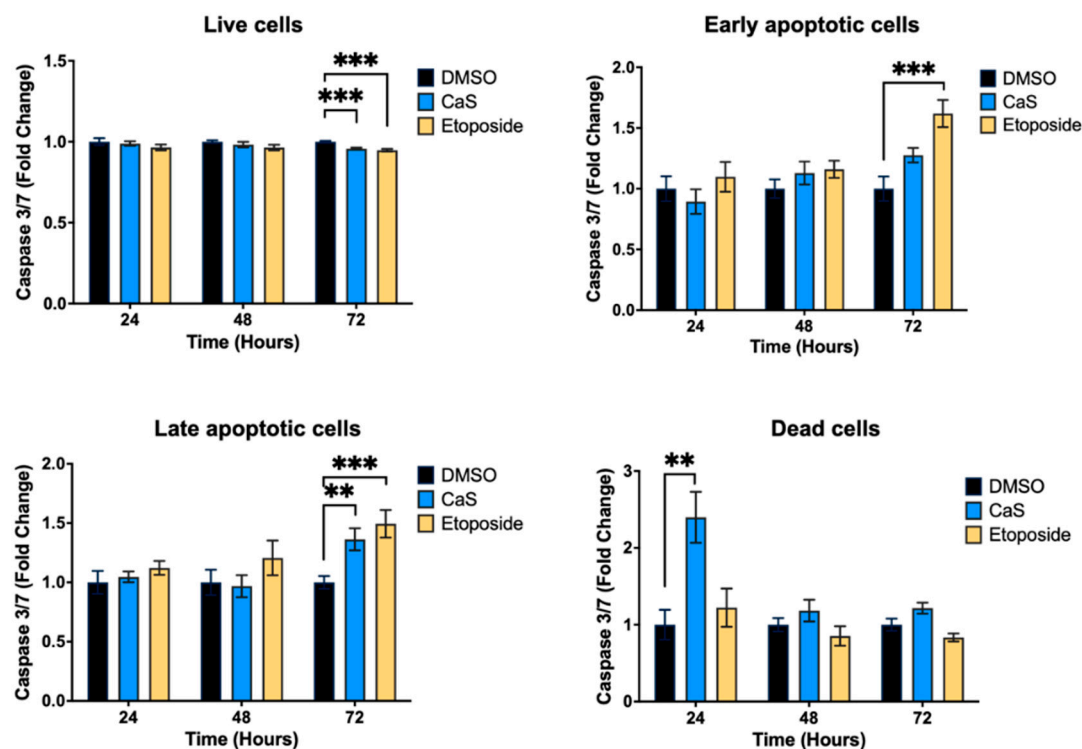 Live cells
Caspase 3/7 (Fold Change)
1.5
1.0
0.5
0.0
***
***
DMSO
CaS
Etoposide
24
48
72
Time (Hours)
Early apoptotic cells
Caspase 3/7 (Fold Change)
2.0
1.5
1.0
0.5
0.0
***
DMSO
CaS
Etoposide
24
48
72
Time (Hours)
Late apoptotic cells
Caspase 3/7 (Fold Change)
2.0
1.5
1.0
0.5
0.0
***
**
DMSO
CaS
Etoposide
24
48
72
Time (Hours)
Dead cells
Caspase 3/7 (Fold Change)
3
2
1
0
**
DMSO
CaS
Etoposide
24
48
72
Time (Hours)